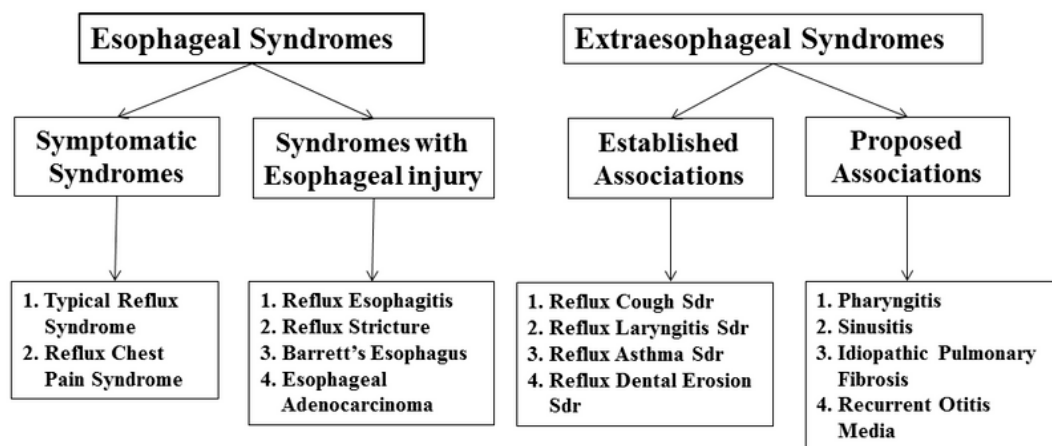 Esophageal Syndromes
Extraesophageal Syndromes
Symptomatic
Syndromes
Syndromes with
Esophageal injury
Established
Associations
Proposed
Associations
1. Typical Reflux
Syndrome
2. Reflux Chest
Pain Syndrome
1. Reflux Esophagitis
2. Reflux Stricture
3. Barrett's Esophagus
4. Esophageal
Adenocarcinoma
1. Reflux Cough Sdr
2. Reflux Laryngitis Sdr
3. Reflux Asthma Sdr
4. Reflux Dental Erosion
Sdr
1. Pharyngitis
2. Sinusitis
3. Idiopathic Pulmonary
Fibrosis
4. Recurrent Otitis
Media